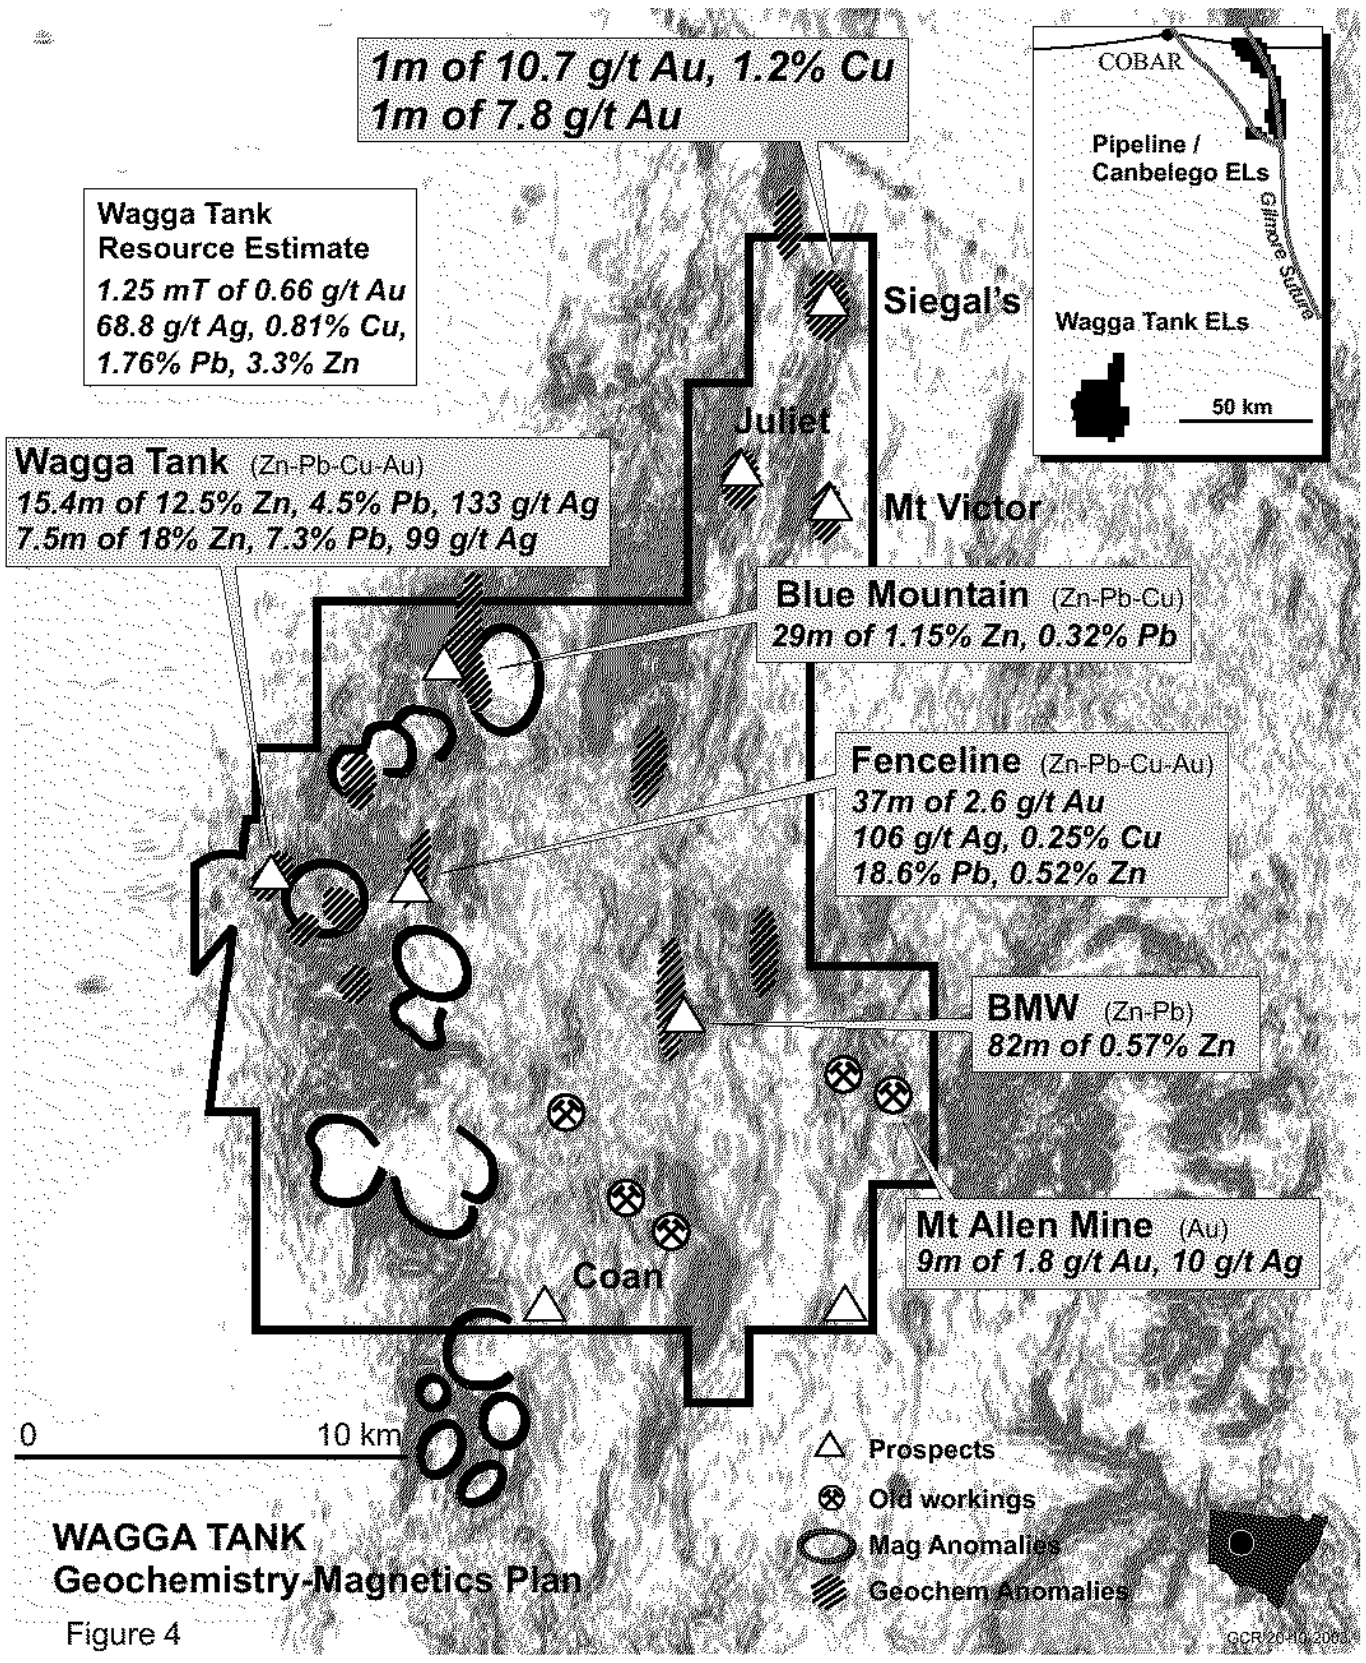 1m of 10.7 g/t Au, 1.2% Cu
1m of 7.8 g/t Au
COBAR
Pipeline /
Canbelego ELs
Gilmore Suture
Wagga Tank ELs
50 km
Wagga Tank
Resource Estimate
1.25 mT of 0.66 g/t Au
68.8 g/t Ag, 0.81% Cu,
1.76% Pb, 3.3% Zn
Siegal's
Juliet
Mt Victor
Wagga Tank (Zn-Pb-Cu-Au)
15.4m of 12.5% Zn, 4.5% Pb, 133 g/t Ag
7.5m of 18% Zn, 7.3% Pb, 99 g/t Ag
Blue Mountain (Zn-Pb-Cu)
29m of 1.15% Zn, 0.32% Pb
Fenceline (Zn-Pb-Cu-Au)
37m of 2.6 g/t Au
106 g/t Ag, 0.25% Cu
18.6% Pb, 0.52% Zn
BMW (Zn-Pb)
82m of 0.57% Zn
Mt Allen Mine (Au)
9m of 1.8 g/t Au, 10 g/t Ag
Coan
0 10 km
Prospects
Old workings
Mag Anomalies
Geochem Anomalies
WAGGA TANK
Geochemistry-Magnetics Plan
Figure 4
GCR